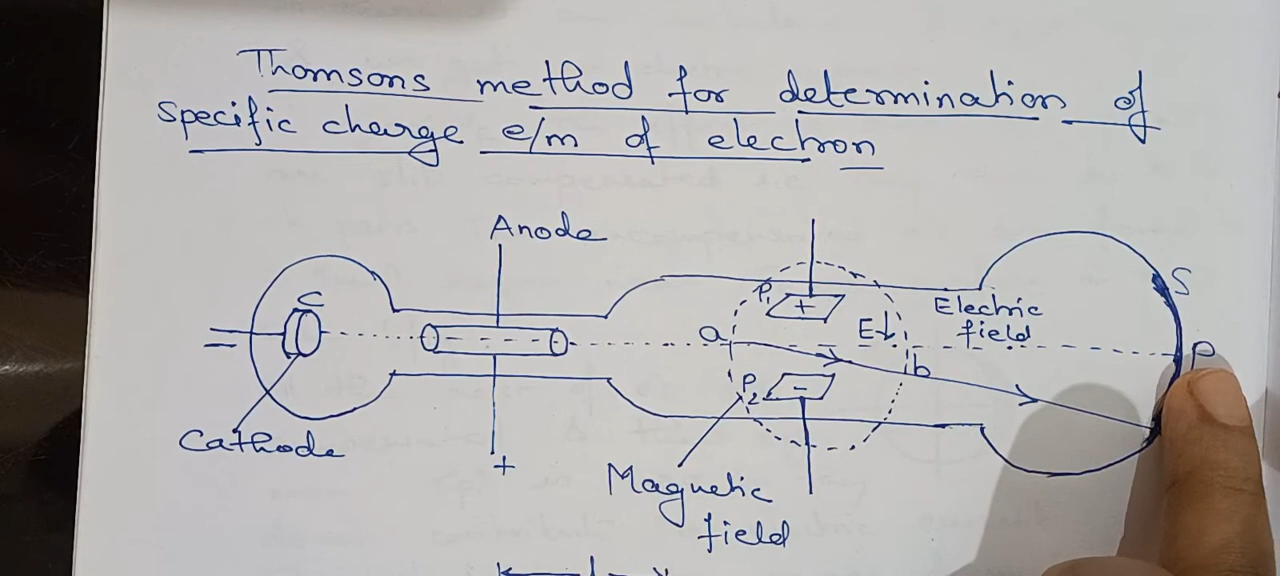 Thomsons method for determination of
specific charge e/m of electron
Anode
C
P1
+
E↓
Electric
field
S
a
b
P
P2
-
Cathode
+
Magnetic
field